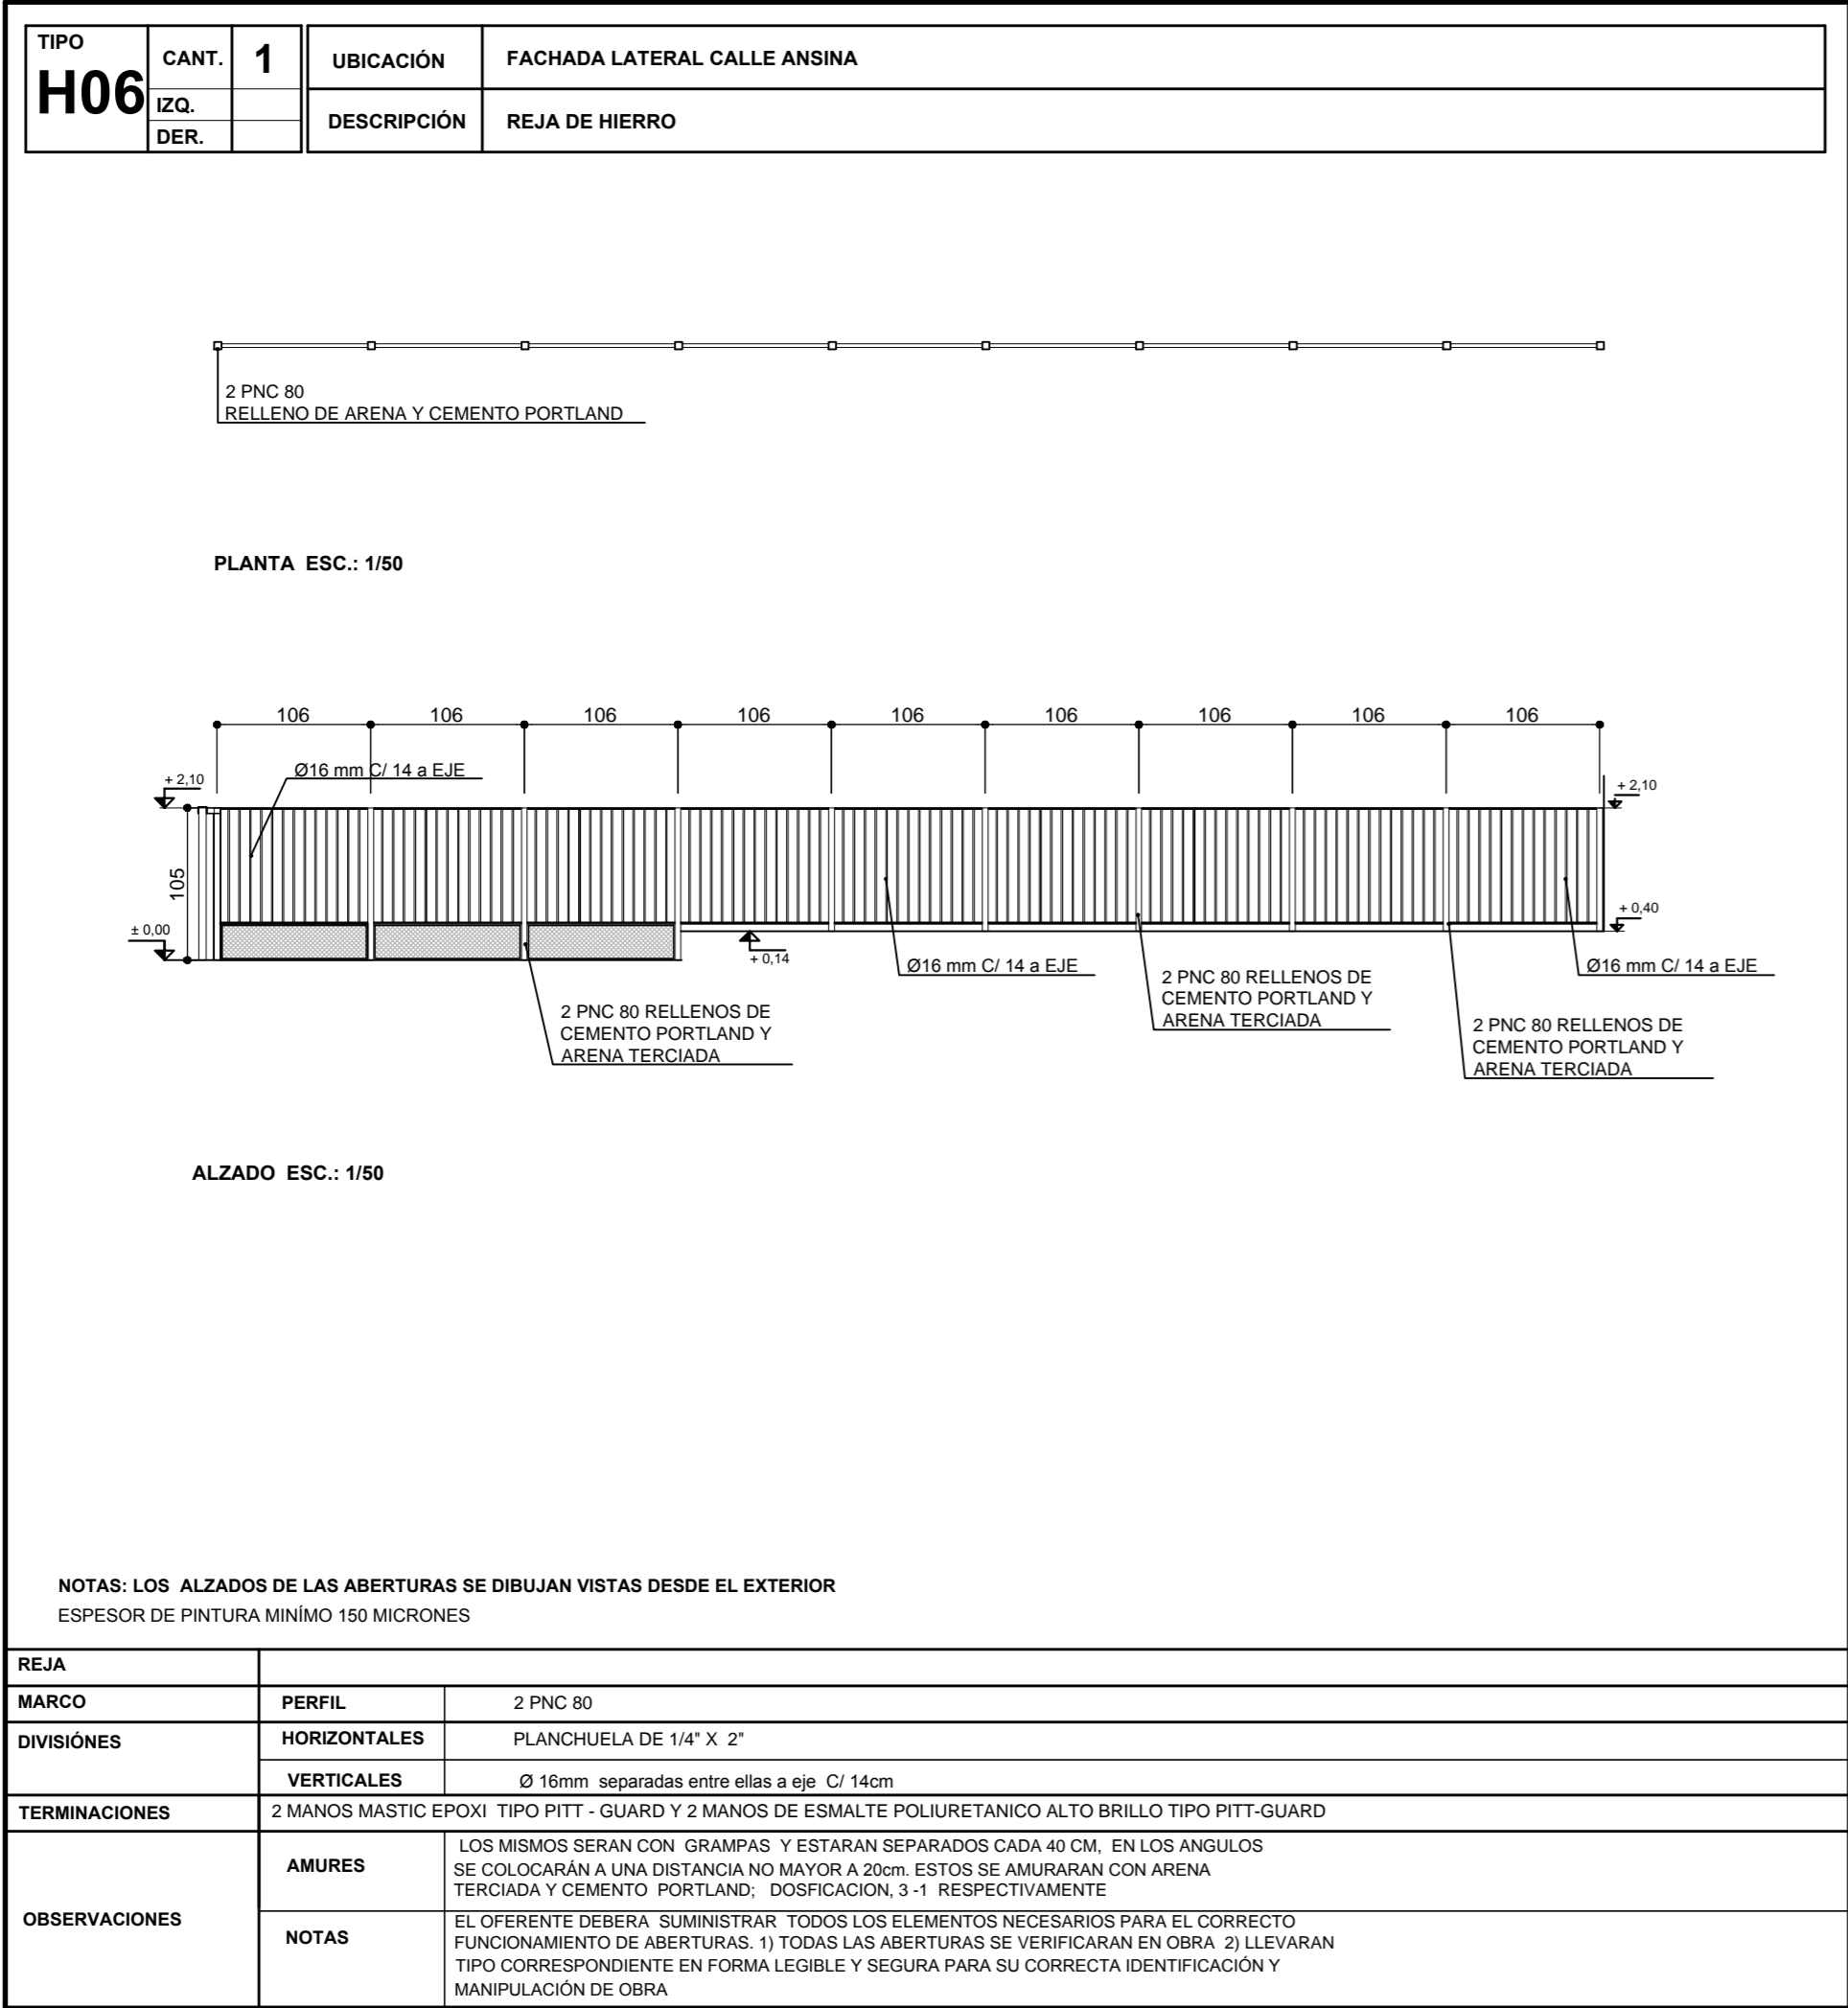 TIPO
H06
CANT.
1
IZQ.
DER.
UBICACIÓN
FACHADA LATERAL CALLE ANSINA
DESCRIPCIÓN
REJA DE HIERRO
2 PNC 80
RELLENO DE ARENA Y CEMENTO PORTLAND
PLANTA ESC.: 1/50
106 106 106 106 106 106 106 106 106
Ø16 mm C/ 14 a EJE
+ 2,10
+ 2,10
105
± 0,00
+ 0,40
+ 0,14
Ø16 mm C/ 14 a EJE
Ø16 mm C/ 14 a EJE
2 PNC 80 RELLENOS DE
CEMENTO PORTLAND Y
ARENA TERCIADA
2 PNC 80 RELLENOS DE
CEMENTO PORTLAND Y
ARENA TERCIADA
2 PNC 80 RELLENOS DE
CEMENTO PORTLAND Y
ARENA TERCIADA
ALZADO ESC.: 1/50
NOTAS: LOS ALZADOS DE LAS ABERTURAS SE DIBUJAN VISTAS DESDE EL EXTERIOR
ESPESOR DE PINTURA MINÍMO 150 MICRONES
REJA
MARCO
PERFIL
2 PNC 80
DIVISIÓNES
HORIZONTALES
PLANCHUELA DE 1/4" X 2"
VERTICALES
Ø 16mm separadas entre ellas a eje C/ 14cm
TERMINACIONES
2 MANOS MASTIC EPOXI TIPO PITT - GUARD Y 2 MANOS DE ESMALTE POLIURETANICO ALTO BRILLO TIPO PITT-GUARD
OBSERVACIONES
AMURES
LOS MISMOS SERAN CON GRAMPAS Y ESTARAN SEPARADOS CADA 40 CM, EN LOS ANGULOS
SE COLOCARÁN A UNA DISTANCIA NO MAYOR A 20cm. ESTOS SE AMURARAN CON ARENA
TERCIADA Y CEMENTO PORTLAND; DOSFICACION, 3 -1 RESPECTIVAMENTE
NOTAS
EL OFERENTE DEBERA SUMINISTRAR TODOS LOS ELEMENTOS NECESARIOS PARA EL CORRECTO
FUNCIONAMIENTO DE ABERTURAS. 1) TODAS LAS ABERTURAS SE VERIFICARAN EN OBRA 2) LLEVARAN
TIPO CORRESPONDIENTE EN FORMA LEGIBLE Y SEGURA PARA SU CORRECTA IDENTIFICACIÓN Y
MANIPULACIÓN DE OBRA